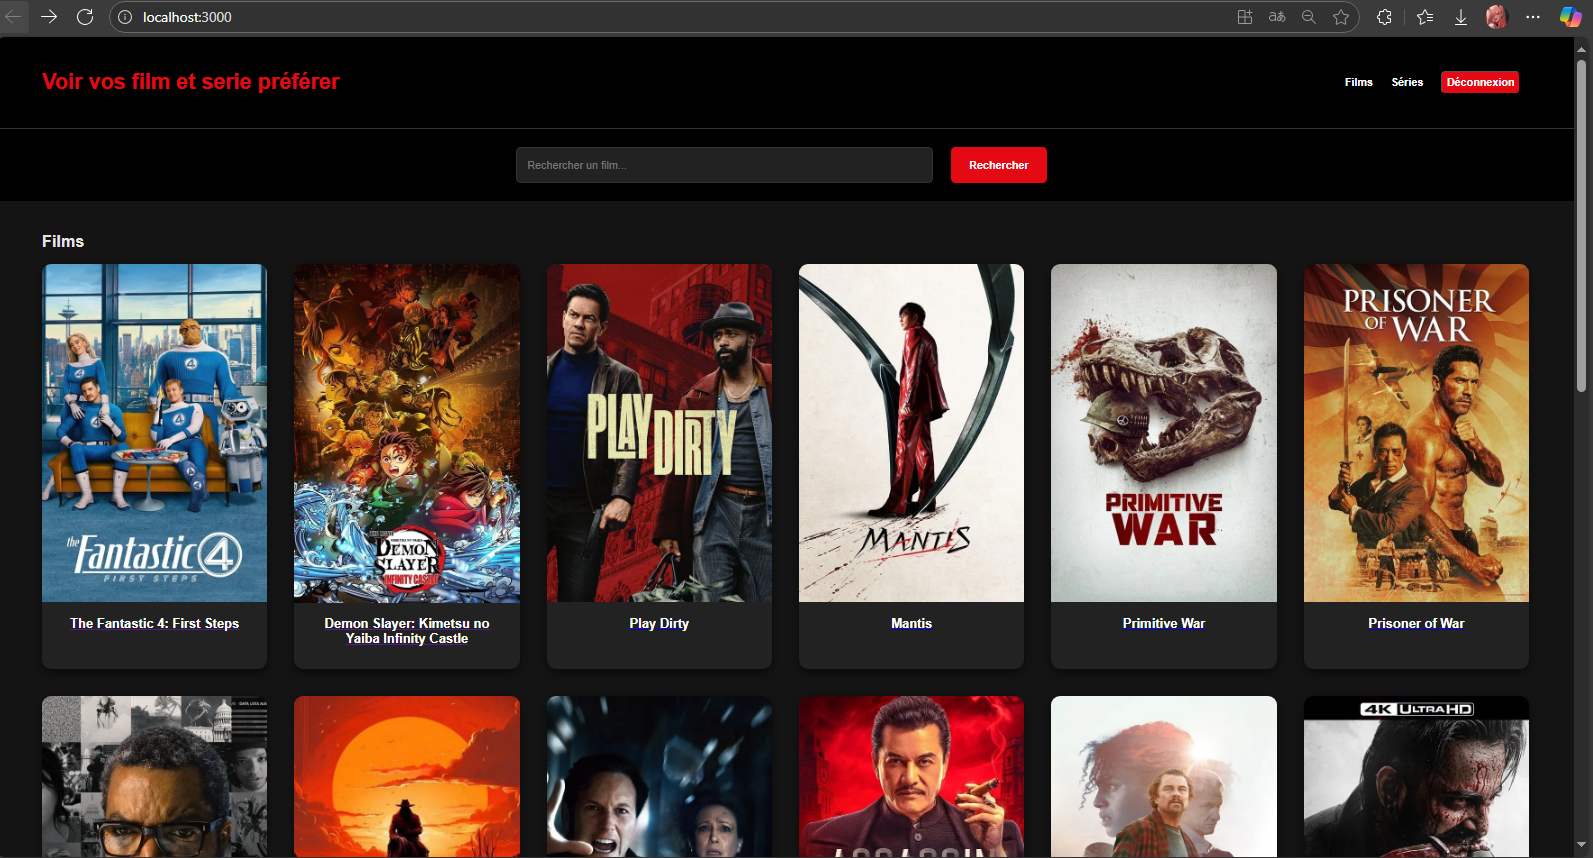 localhost:3000
Voir vos film et serie préférer
Films
Séries
Déconnexion
Rechercher un film...
Rechercher
Films
the Fantastic 4
FIRST STEPS
DEMON
SLAYER
INFINITY CASTLE
PLAY DIRTY
MANTIS
PRIMITIVE
WAR
PRISONER
OF WAR
The Fantastic 4: First Steps
Demon Slayer: Kimetsu no
Yaiba Infinity Castle
Play Dirty
Mantis
Primitive War
Prisoner of War
4K ULTRA HD